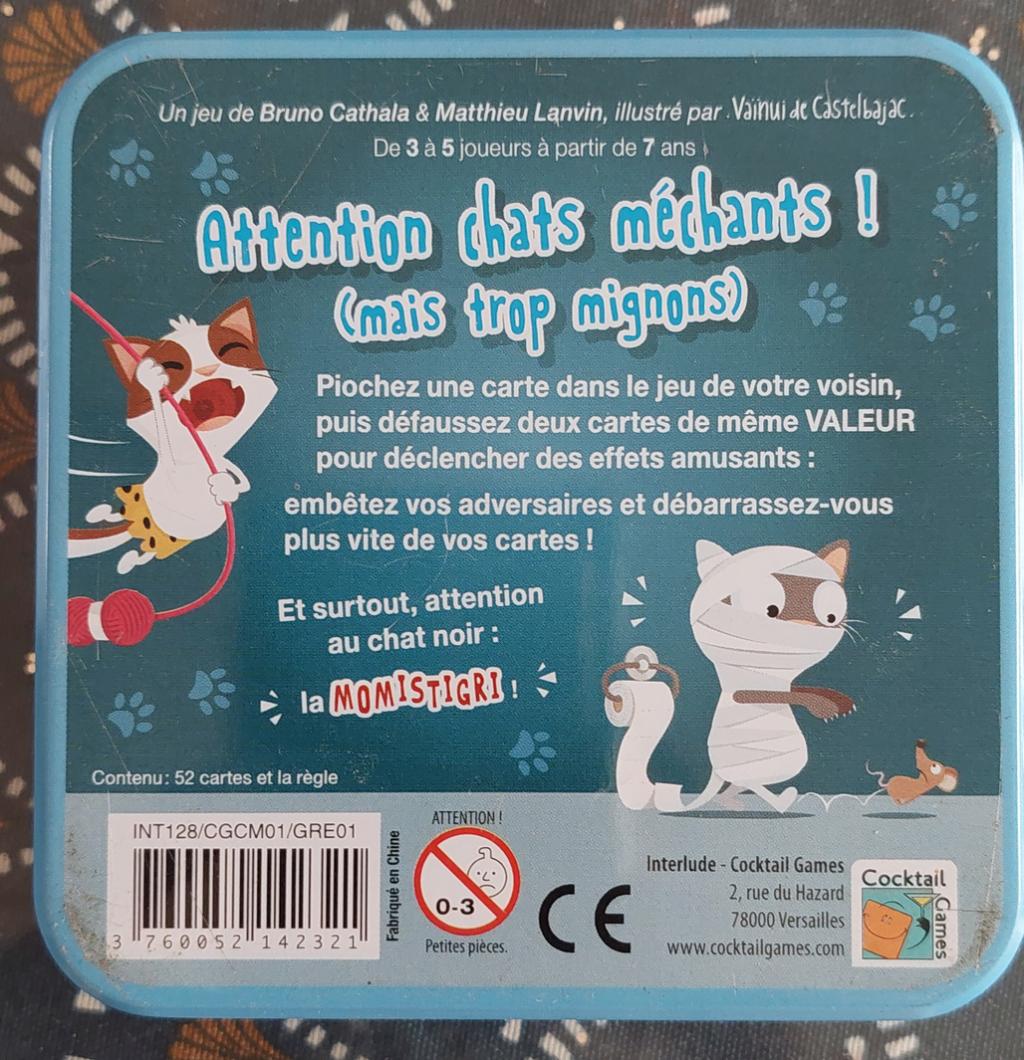 Un jeu de Bruno Cathala & Matthieu Lanvin, illustré par Vaïnui de Castelbajac.
De 3 à 5 joueurs à partir de 7 ans
Attention chats méchants !
(mais trop mignons)
Piochez une carte dans le jeu de votre voisin,
puis défaussez deux cartes de même VALEUR
pour déclencher des effets amusants :
embêtez vos adversaires et débarrassez-vous
plus vite de vos cartes !
Et surtout, attention
au chat noir :
la MOMISTIGRI !
Contenu : 52 cartes et la règle
INT128/CGCM01/GRE01
3 760052 142321
Fabriqué en Chine
ATTENTION !
0-3
Petites pièces.
CE
Interlude - Cocktail Games
2, rue du Hazard
78000 Versailles
www.cocktailgames.com
Cocktail
Games